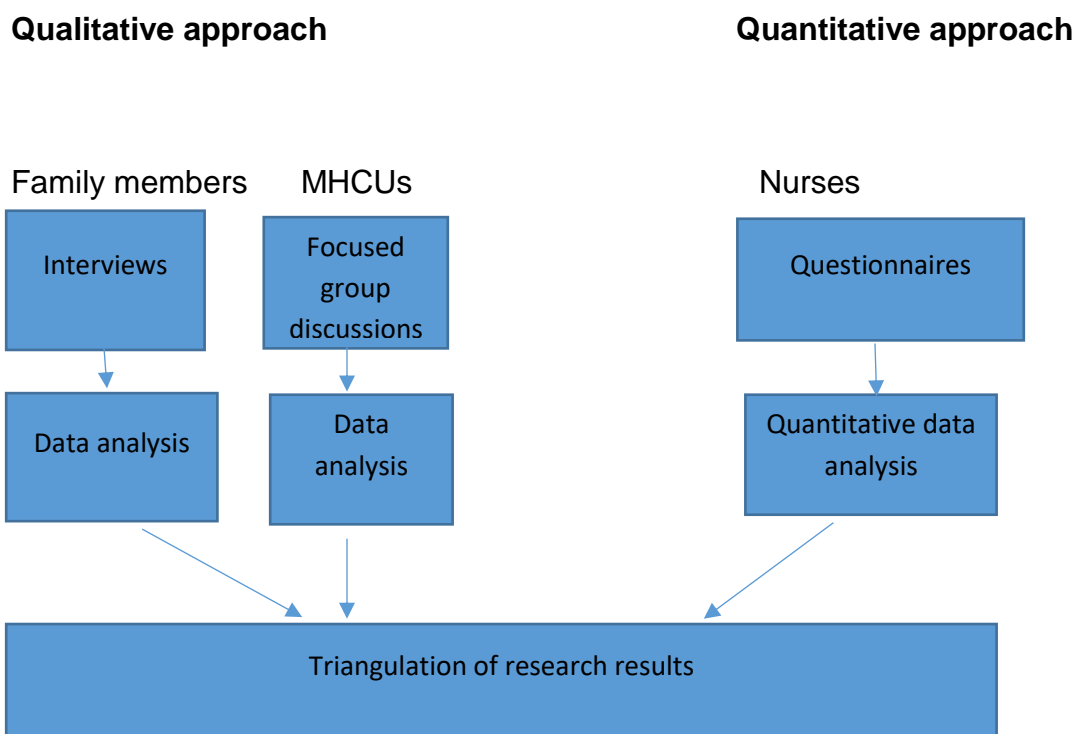 Qualitative approach
Quantitative approach
Family members
MHCUs
Nurses
Interviews
Focused
group
discussions
Questionnaires
Data analysis
Data
analysis
Quantitative data
analysis
Triangulation of research results